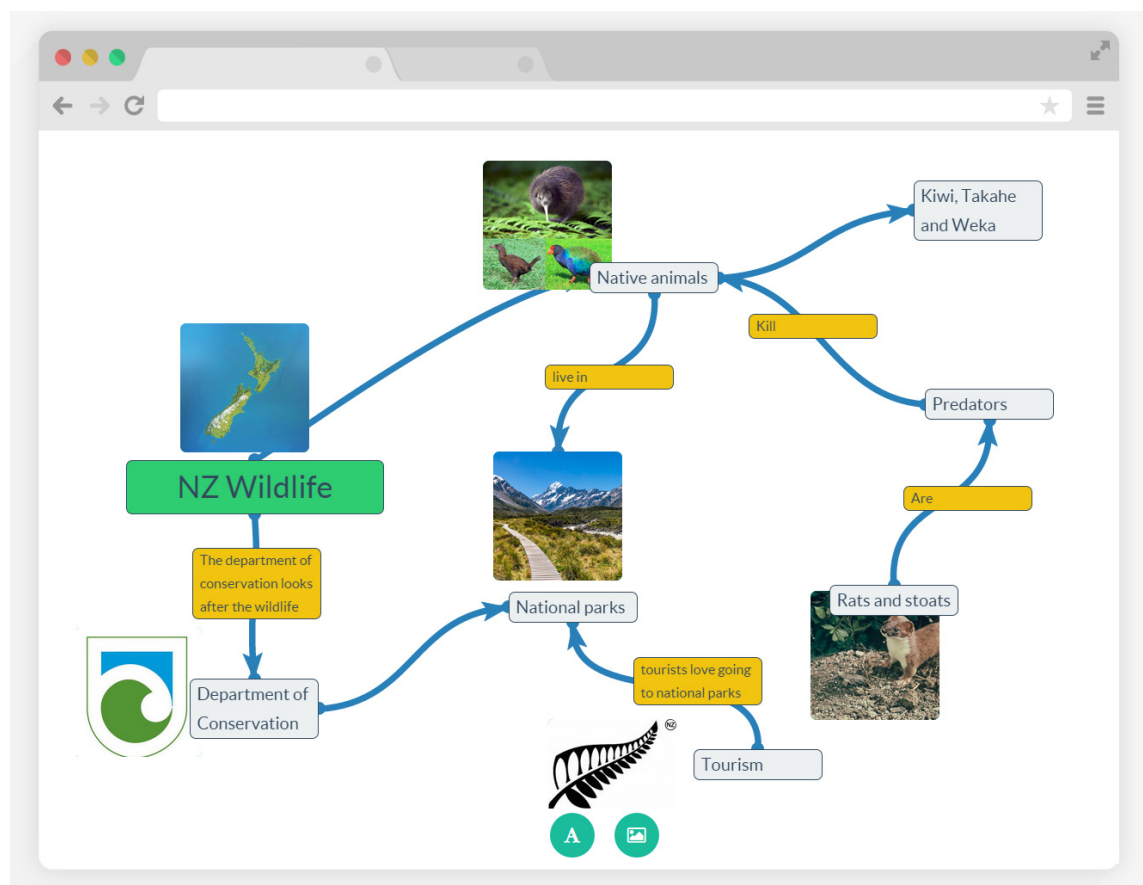 Kiwi, Takahe
and Weka
Native animals
Kill
live in
Predators
NZ Wildlife
Are
The department of
conservation looks
after the wildlife
Rats and stoats
National parks
tourists love going
to national parks
Department of
Conservation
NZ
Tourism
A